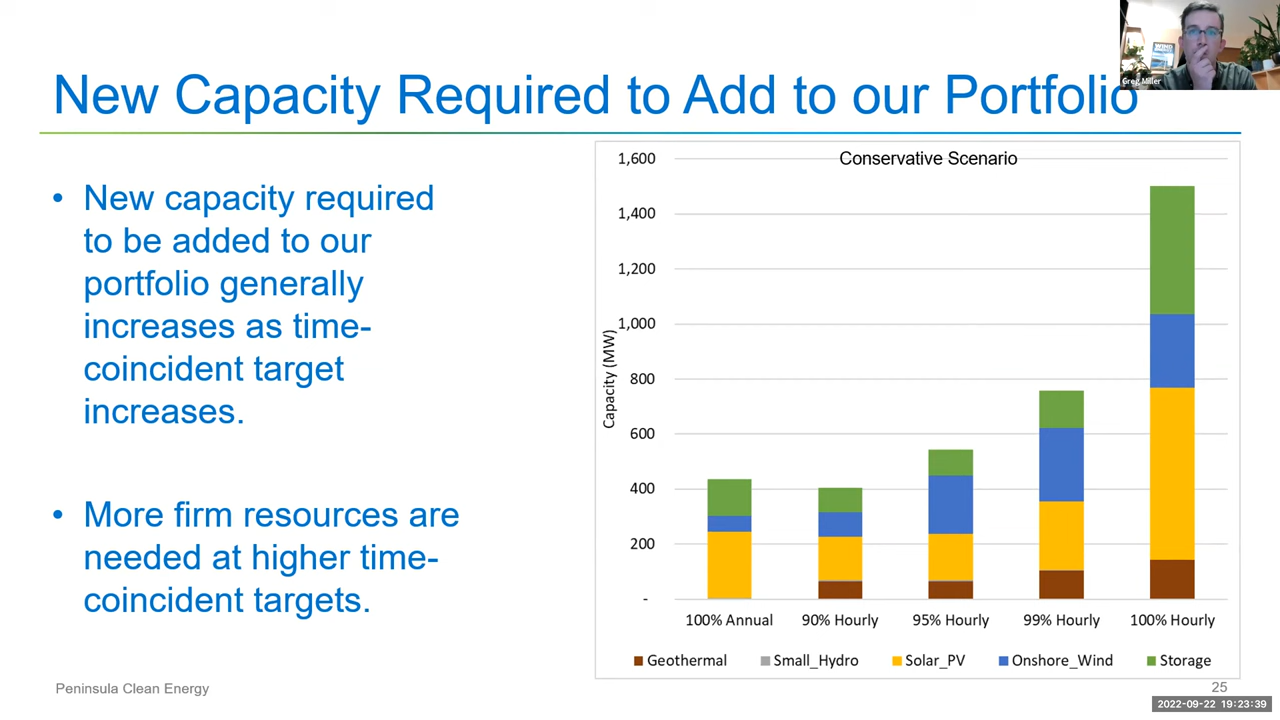 WIND
Greg Miller
New Capacity Required to Add to our Portfolio
• New capacity required
to be added to our
portfolio generally
increases as time-
coincident target
increases.
• More firm resources are
needed at higher time-
coincident targets.
Conservative Scenario
Capacity (MW)
1,600
1,400
1,200
1,000
800
600
400
200
-
100% Annual 90% Hourly 95% Hourly 99% Hourly 100% Hourly
Geothermal Small_Hydro Solar_PV Onshore_Wind Storage
Peninsula Clean Energy
25
2022-09-22 19:23:39